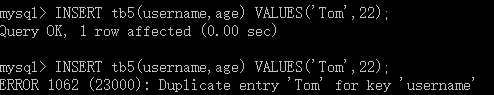 mysql> INSERT tb5(username,age) VALUES('Tom',22);
Query OK, 1 row affected (0.00 sec)
mysql> INSERT tb5(username,age) VALUES('Tom',22);
ERROR 1062 (23000): Duplicate entry 'Tom' for key 'username'